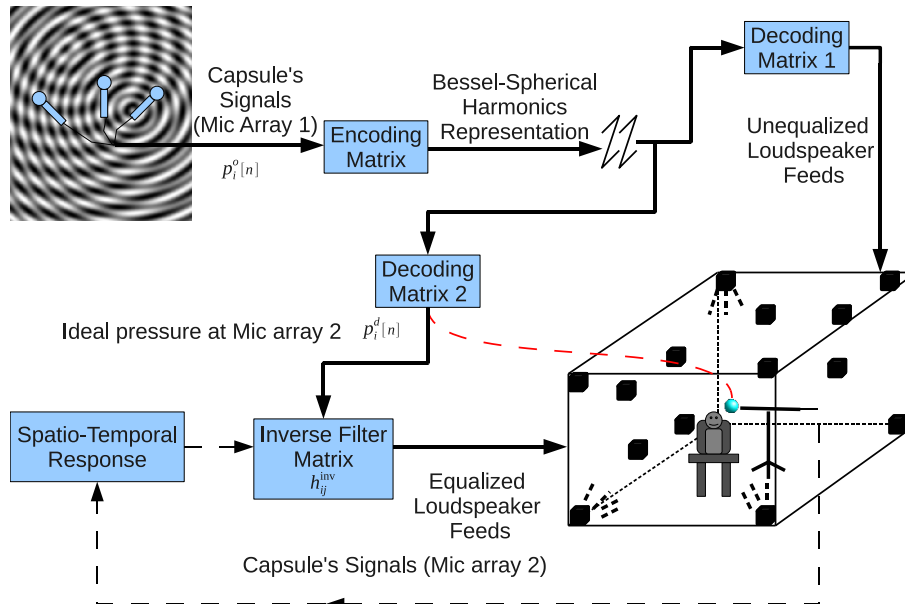 Capsule's
Signals
(Mic Array 1)
p_i^o[n]
Encoding
Matrix
Bessel-Spherical
Harmonics
Representation
Decoding
Matrix 1
Unequalized
Loudspeaker
Feeds
Decoding
Matrix 2
Ideal pressure at Mic array 2
p_i^d[n]
Spatio-Temporal
Response
Inverse Filter
Matrix
h_ij^inv
Equalized
Loudspeaker
Feeds
Capsule's Signals (Mic array 2)